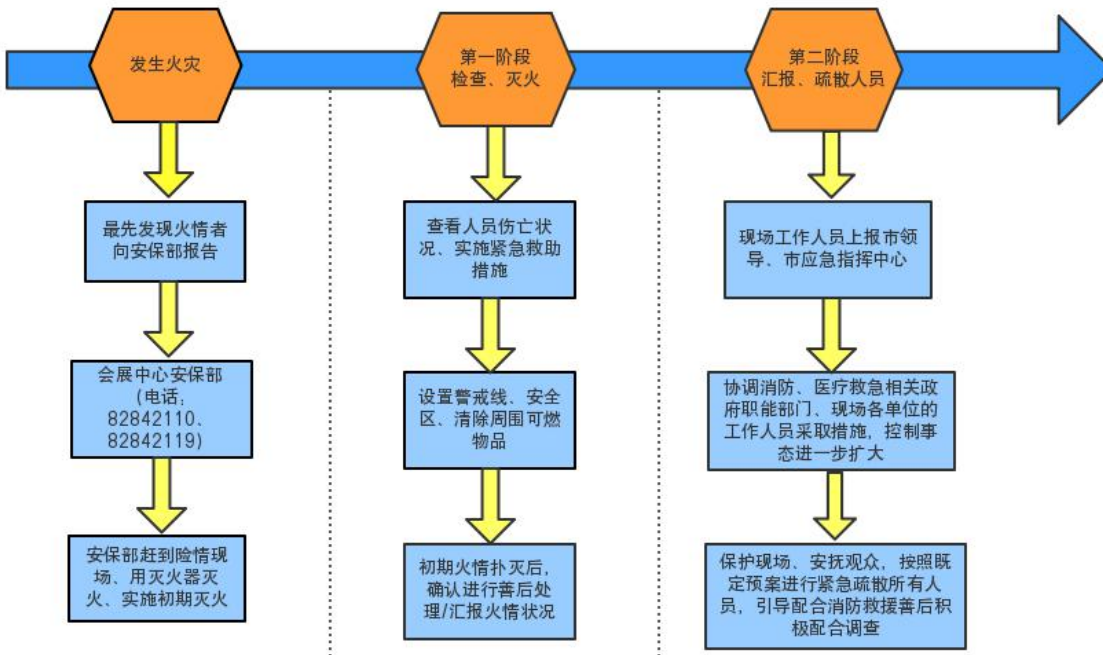 发生火灾
第一阶段
检查、灭火
第二阶段
汇报、疏散人员
最先发现火情者
向安保部报告
会展中心安保部
(电话:
82842110、
82842119)
安保部赶到险情现
场、用灭火器灭
火、实施初期灭火
查看人员伤亡状
况、实施紧急救助
措施
设置警戒线、安全
区、清除周围可燃
物品
初期火情扑灭后，
确认进行善后处
理/汇报火情状况
现场工作人员上报市领
导、市应急指挥中心
协调消防、医疗救急相关政
府职能部门、现场各单位的
工作人员采取措施，控制事
态进一步扩大
保护现场、安抚观众，按照既
定预案进行紧急疏散所有人
员，引导配合消防救援善后积
极配合调查